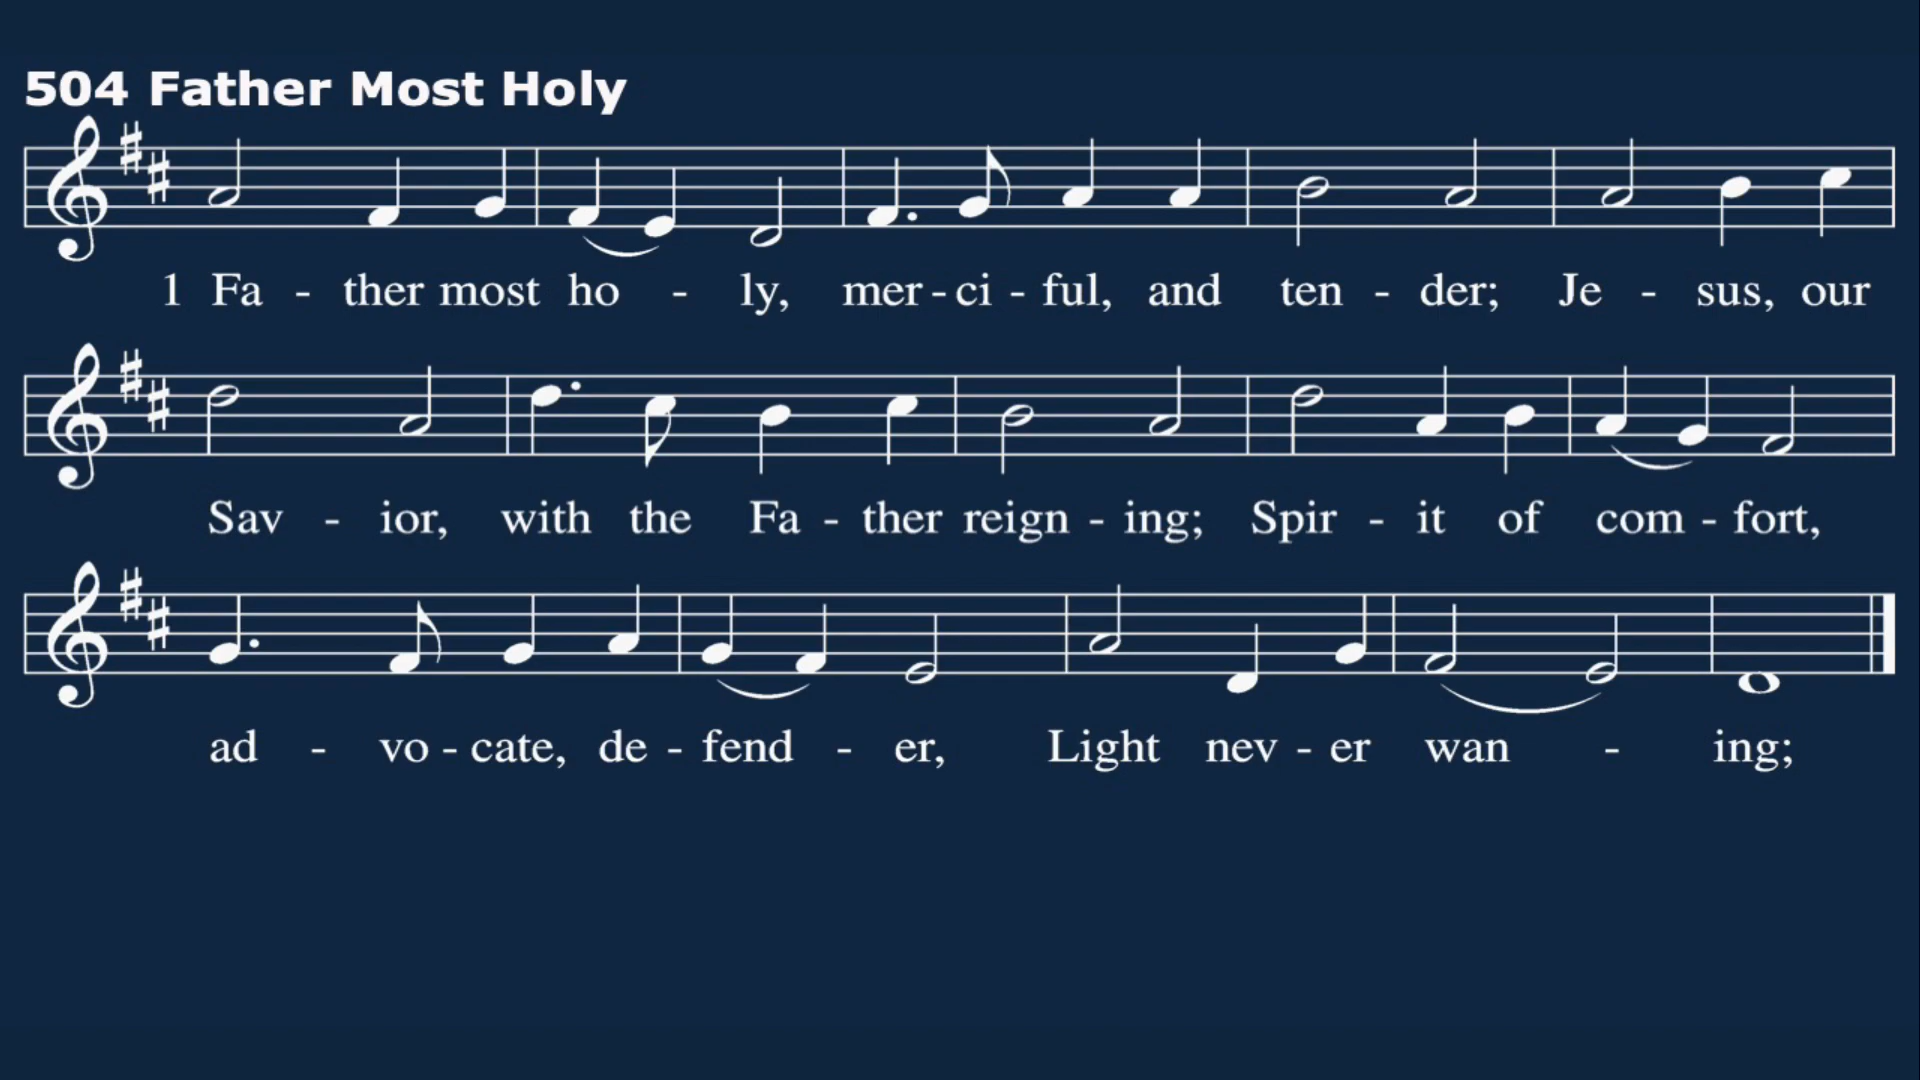 504 Father Most Holy
1 Fa - ther most ho - ly, mer - ci - ful, and ten - der; Je - sus, our
Sav - ior, with the Fa - ther reign - ing; Spir - it of com - fort,
ad - vo - cate, de - fend - er, Light nev - er wan - ing;